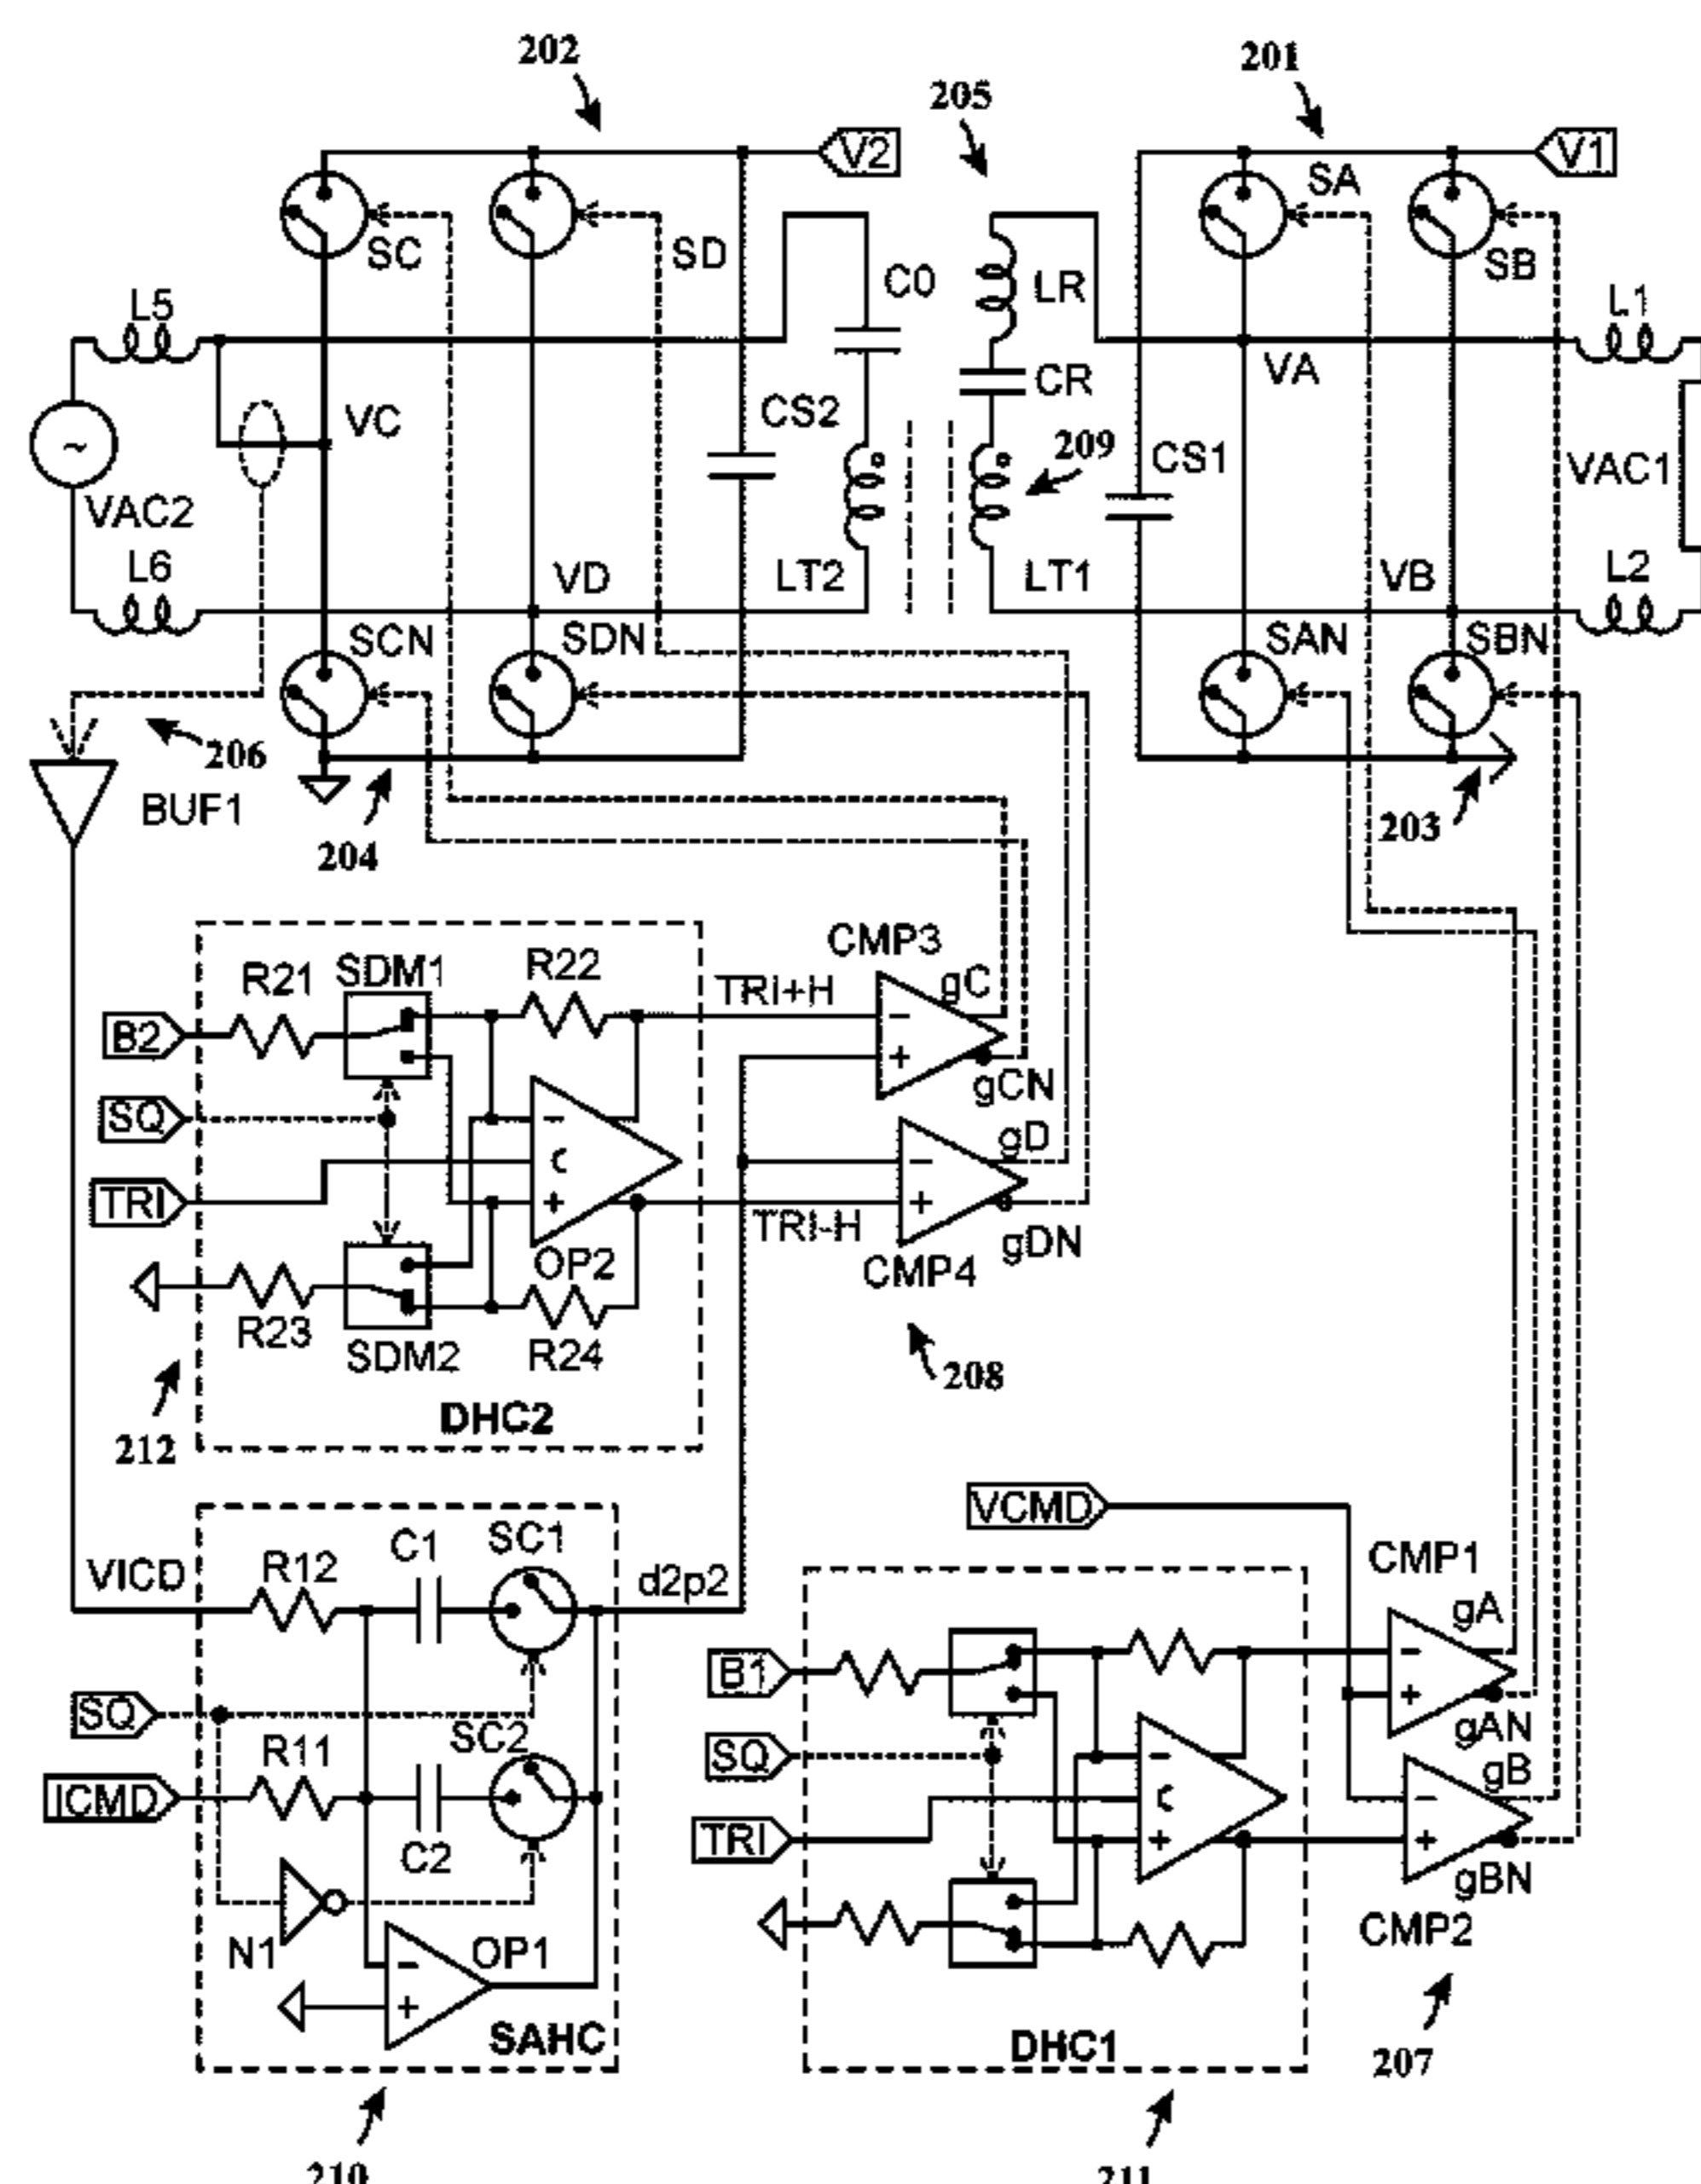 202
201
205
V2
V1
SA
SC
SD
SB
C0
LR
L5
L1
VA
CR
VC
CS2
209
CS1
VAC1
VAC2
L6
VD
LT2
LT1
VB
L2
SCN
SDN
SAN
SBN
206
BUF1
204
203
CMP3
R21
SDM1
R22
TRI+H
gC
B2
gCN
SQ
gD
TRI
TRI-H
gDN
OP2
CMP4
R23
SDM2
R24
208
DHC2
212
VCMD
SC1
C1
CMP1
VICD
R12
d2p2
gA
B1
SQ
SC2
R11
gAN
SQ
gB
ICMD
TRI
C2
gBN
N1
OP1
CMP2
SAHC
DHC1
207
210
211